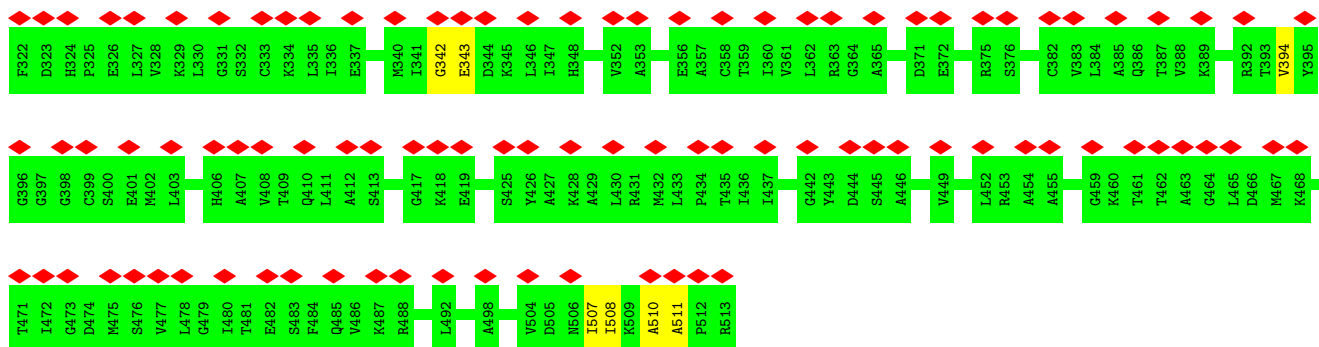 F322 D323 H324 P325 E326 L327 V328 K329 L330 G331 S332 C333 K334 L335 I336 E337 M340 I341 G342 E343 D344 K345 L346 I347 H348 V352 A353 E356 A357 C358 T359 I360 V361 L362 R363 G364 A365 D371 E372 R375 S376 C382 V383 L384 A385 Q386 T387 V388 K389 R392 T393 V394 Y395
G396 G397 G398 C399 S400 E401 M402 L403 H406 A407 V408 T409 Q410 L411 A412 S413 G417 K418 E419 S425 Y426 A427 K428 A429 L430 R431 M432 L433 P434 T435 I436 I437 G442 Y443 D444 S445 A446 V449 L452 R453 A454 A455 G459 K460 T461 T462 A463 G464 L465 D466 M467 K468
T471 I472 G473 D474 M475 S476 V477 L478 G479 I480 T481 E482 S483 F484 Q485 V486 K487 R488 L492 A498 V504 D505 N506 I507 I508 K509 A510 A511 P512 R513